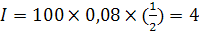 I = 100 × 0,08 × (1/2) = 4